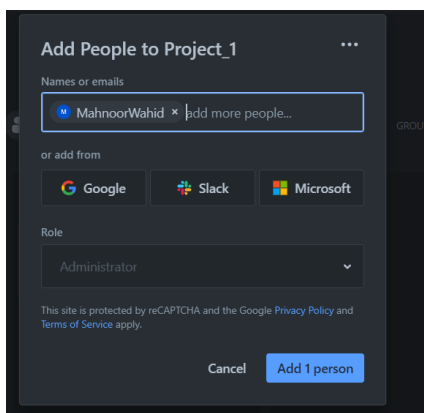 Add People to Project_1
Names or emails
M MahnoorWahid × add more people...
GROU
or add from
Google Slack Microsoft
Role
Administrator
This site is protected by reCAPTCHA and the Google Privacy Policy and
Terms of Service apply.
Cancel Add 1 person